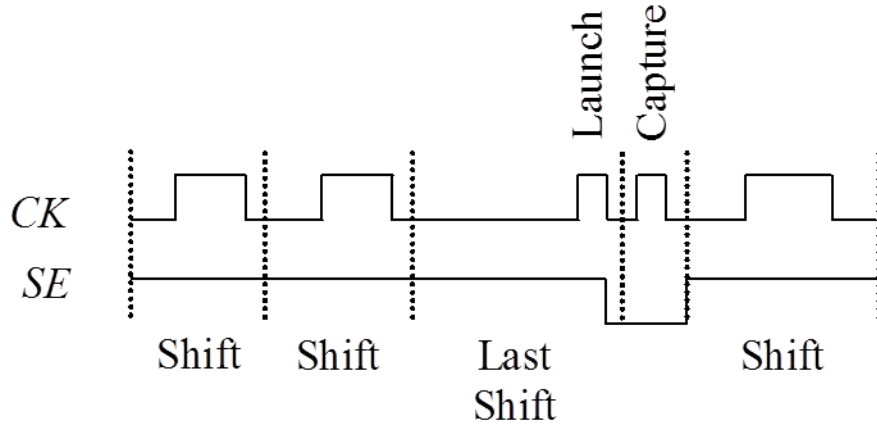 Launch
Capture
CK
SE
Shift
Shift
Last
Shift
Shift